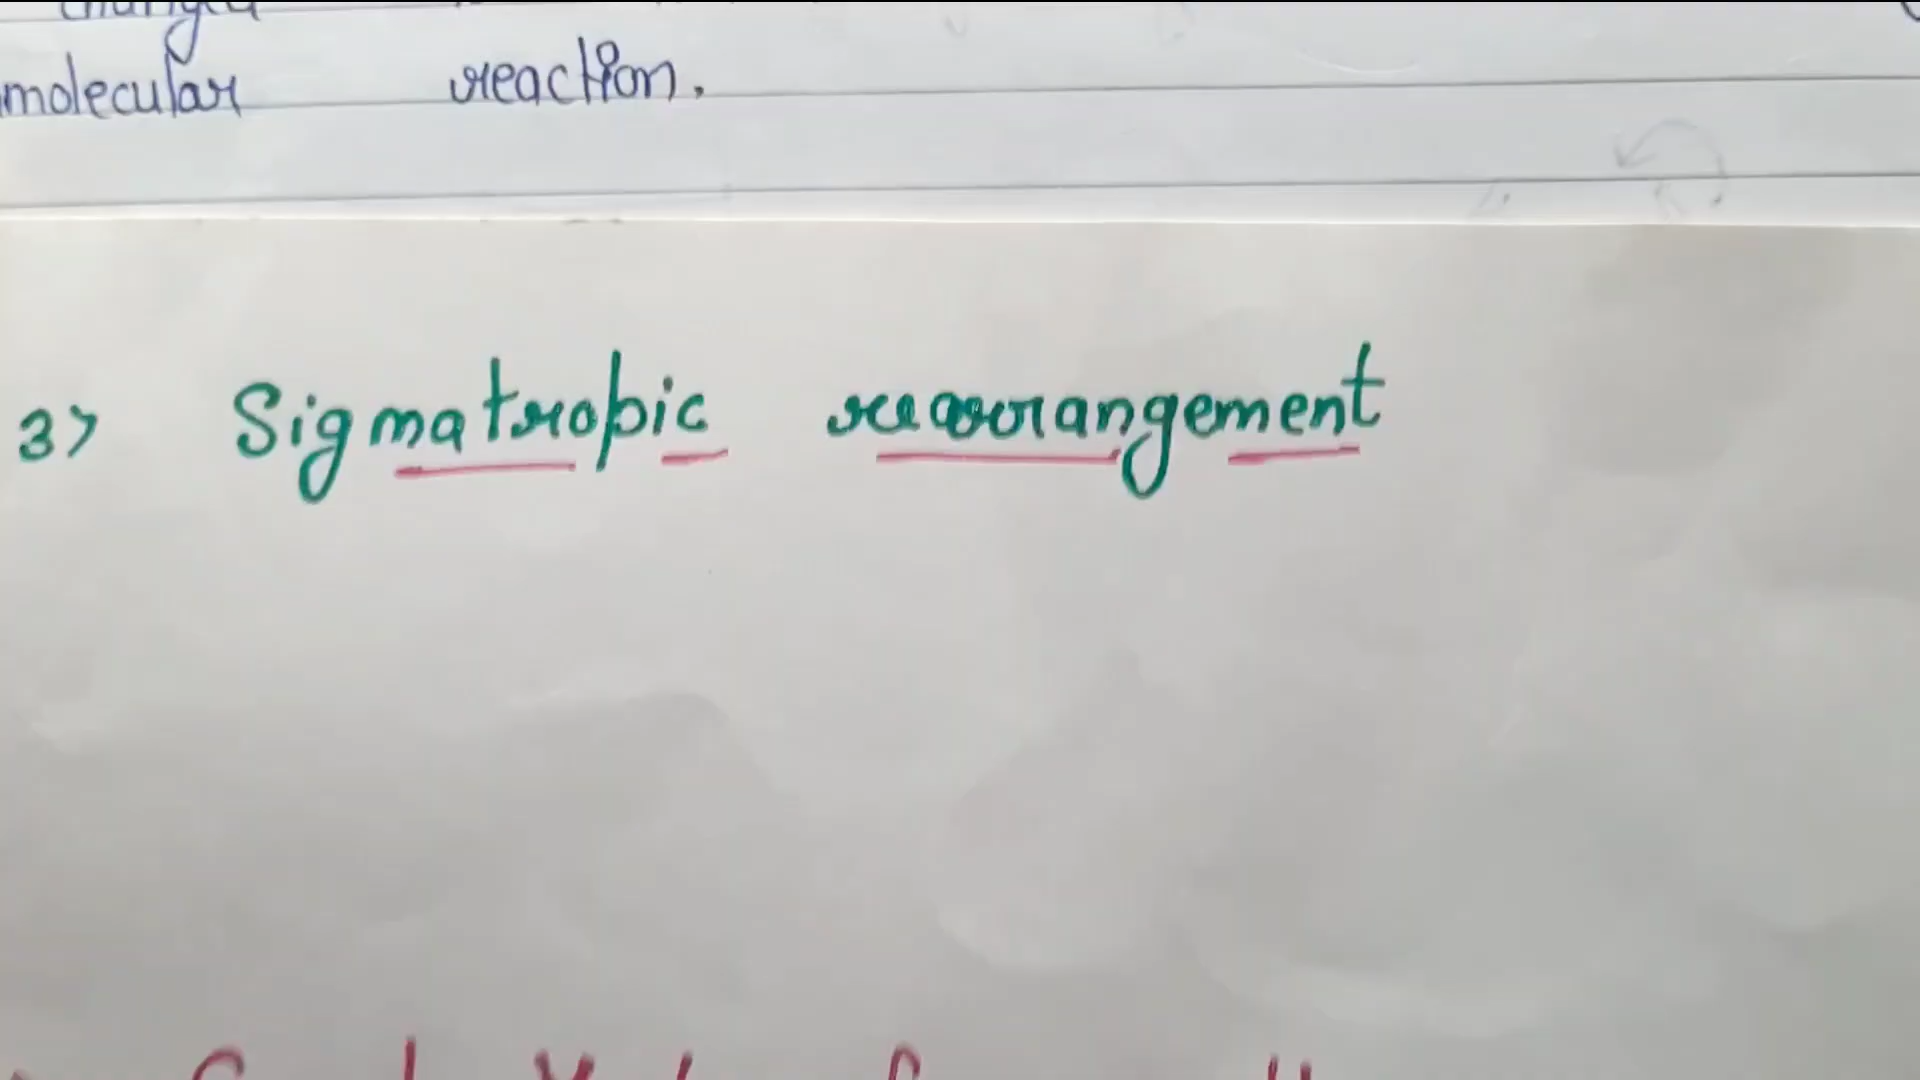 molecular reaction.
3> Sigmatropic rearrangement